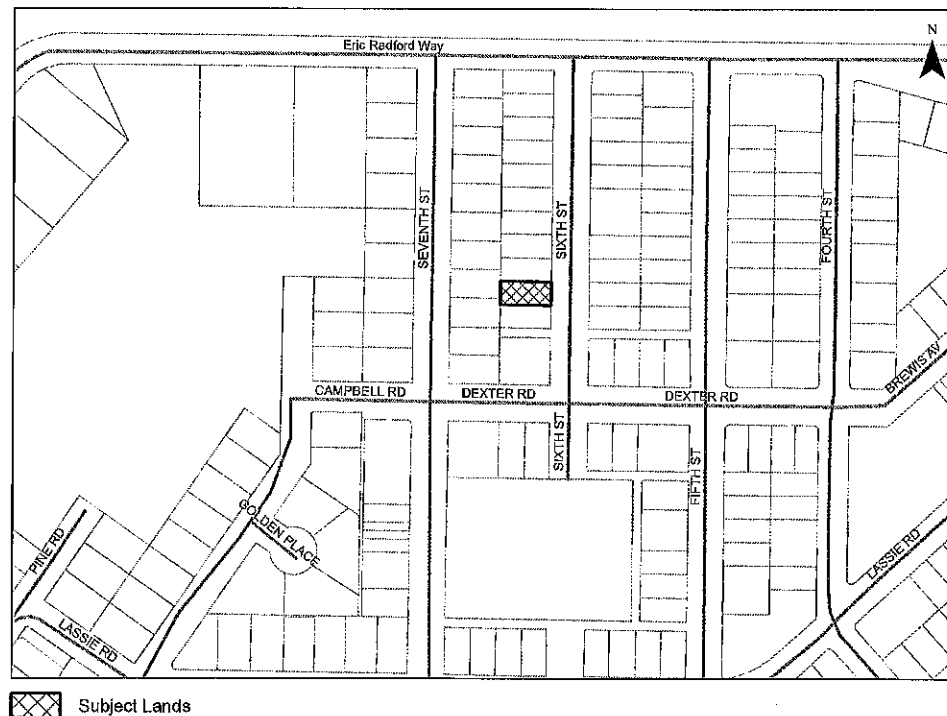 Eric Radford Way
N
SEVENTH ST
SIXTH ST
FOURTH ST
BREWIS AV
CAMPBELL RD
DEXTER RD
DEXTER RD
SIXTH ST
FIFTH ST
GOLDEN PLACE
PINE RD
LASSIE RD
LASSIE RD
Subject Lands